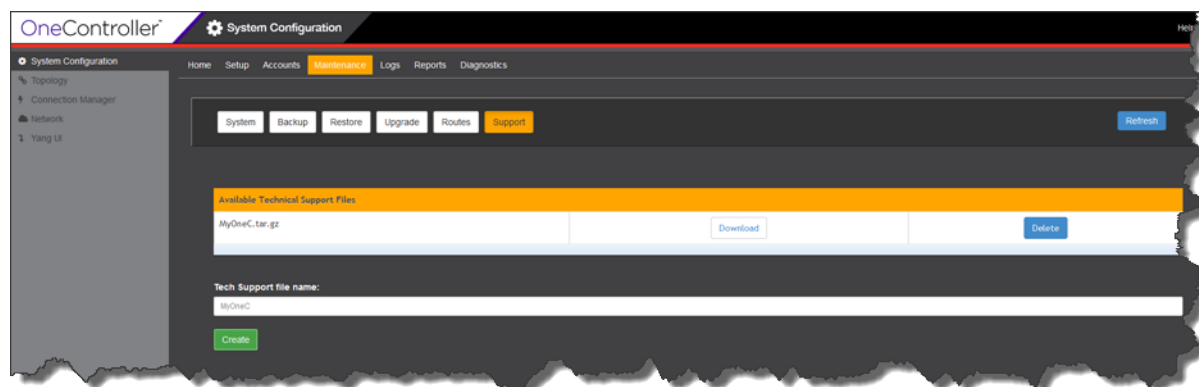 OneController™ System Configuration
System Configuration
Topology
Connection Manager
Network
Yang UI
Home Setup Accounts Maintenance Logs Reports Diagnostics
System Backup Restore Upgrade Routes Support Refresh
Available Technical Support Files
MyOneC.tar.gz Download Delete
Tech Support file name:
MyOneC
Create